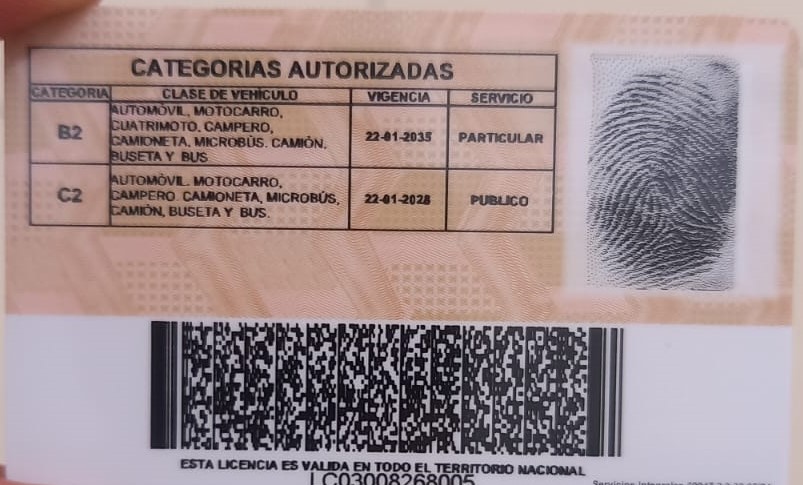 CATEGORIAS AUTORIZADAS
CATEGORIA CLASE DE VEHÍCULO VIGENCIA SERVICIO
B2 AUTOMÓVIL, MOTOCARRO, CUATRIMOTO, CAMPERO, CAMIONETA, MICROBÚS, CAMIÓN, BUSETA Y BUS 22-01-2035 PARTICULAR
C2 AUTOMÓVIL, MOTOCARRO, CAMPERO, CAMIONETA, MICROBÚS, CAMIÓN, BUSETA Y BUS. 22-01-2028 PUBLICO
ESTA LICENCIA ES VALIDA EN TODO EL TERRITORIO NACIONAL
LC03008268005